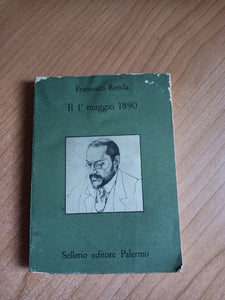 Francesco Renda
Il 1° maggio 1890
Sellerio editore Palermo